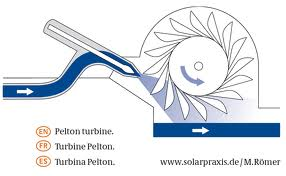 EN Pelton turbine.
FR Turbine Pelton.
ES Turbina Pelton.
www.solarpraxis.de/M.Römer